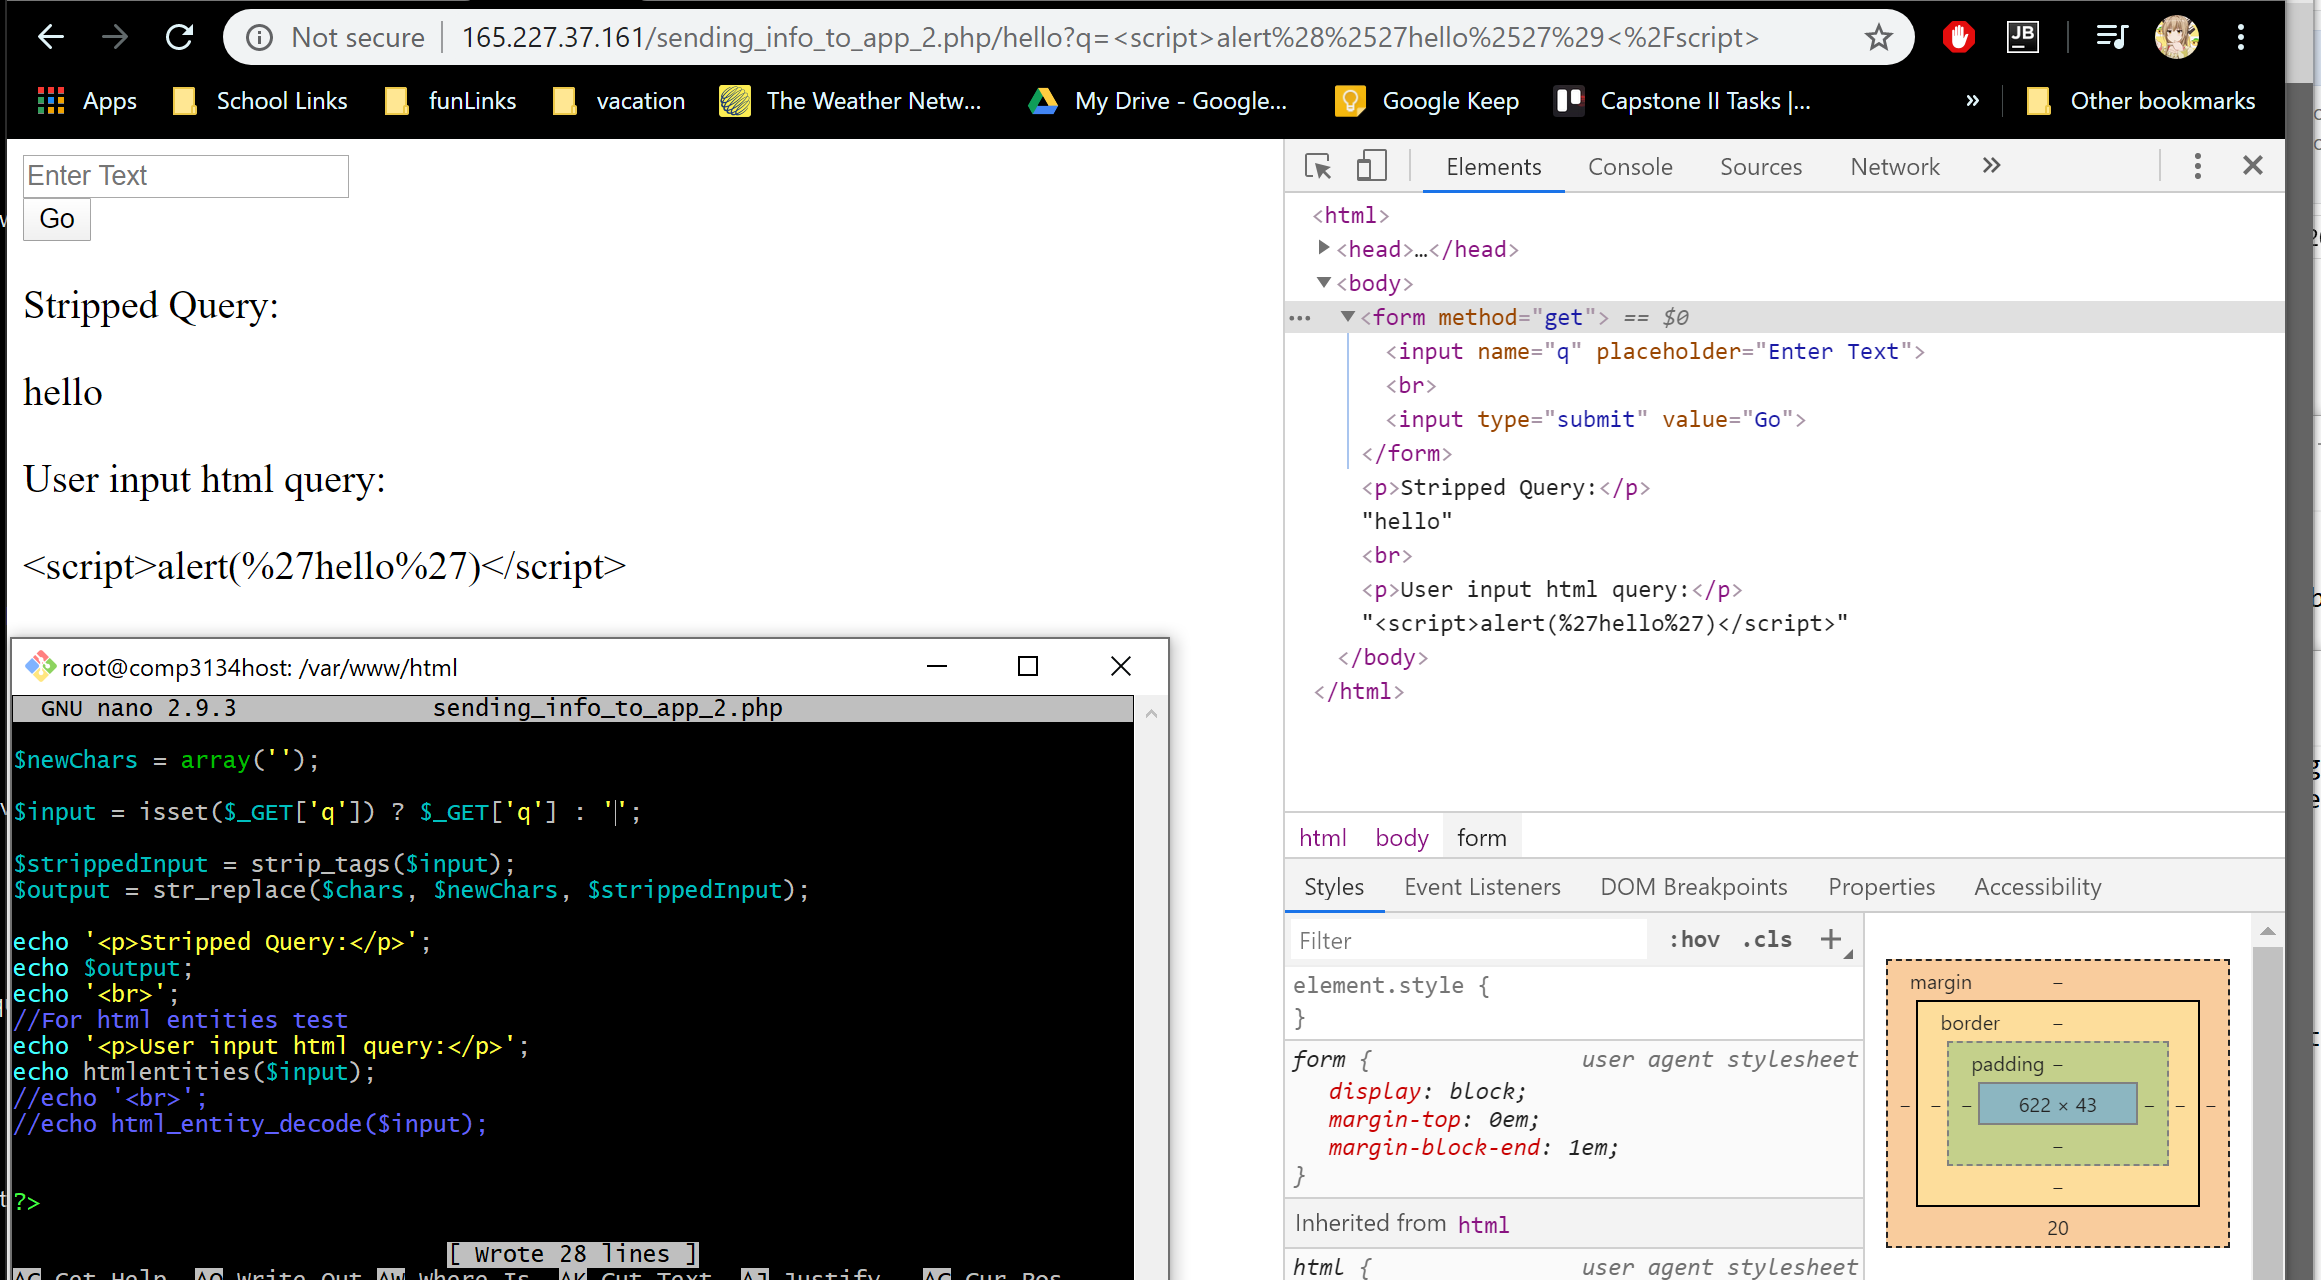 Not secure | 165.227.37.161/sending_info_to_app_2.php/hello?q=<script>alert%28%2527hello%2527%29<%2Fscript>
JB
Apps School Links funLinks vacation The Weather Netw... My Drive - Google... Google Keep Capstone II Tasks |... » Other bookmarks
Enter Text
Go
Stripped Query:
hello
User input html query:
<script>alert(%27hello%27)</script>
root@comp3134host: /var/www/html
GNU nano 2.9.3 sending_info_to_app_2.php
$newChars = array('');
$input = isset($_GET['q']) ? $_GET['q'] : '';
$strippedInput = strip_tags($input);
$output = str_replace($chars, $newChars, $strippedInput);
echo '<p>Stripped Query:</p>';
echo $output;
echo '<br>';
//For html entities test
echo '<p>User input html query:</p>';
echo htmlentities($input);
//echo '<br>';
//echo html_entity_decode($input);
?>
[ Wrote 28 lines ]
^G Get Help ^O Write Out ^W Where Is ^K Cut Text ^J Justify ^C Cur Pos
Elements Console Sources Network »
<html>
<head>…</head>
<body>
<form method="get"> == $0
<input name="q" placeholder="Enter Text">
<br>
<input type="submit" value="Go">
</form>
<p>Stripped Query:</p>
"hello"
<br>
<p>User input html query:</p>
"<script>alert(%27hello%27)</script>"
</body>
</html>
html body form
Styles Event Listeners DOM Breakpoints Properties Accessibility
Filter :hov .cls +
element.style {
}
form { user agent stylesheet
display: block;
margin-top: 0em;
margin-block-end: 1em;
}
Inherited from html
html { user agent stylesheet
margin –
border –
padding –
– – – 622 × 43 – – –
–
–
20